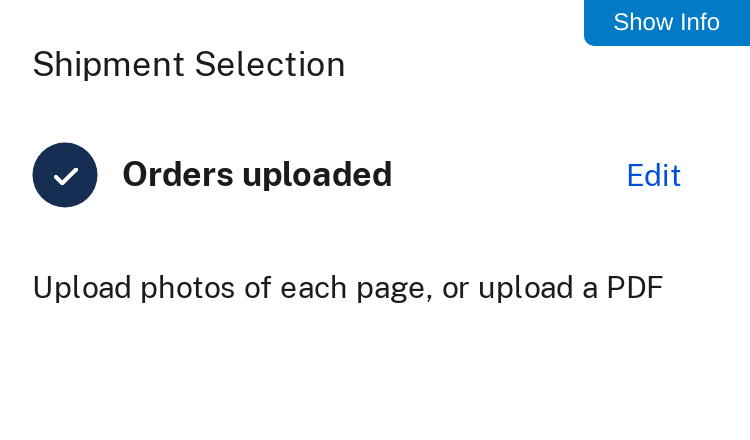 Show Info
Shipment Selection
Orders uploaded
Edit
Upload photos of each page, or upload a PDF